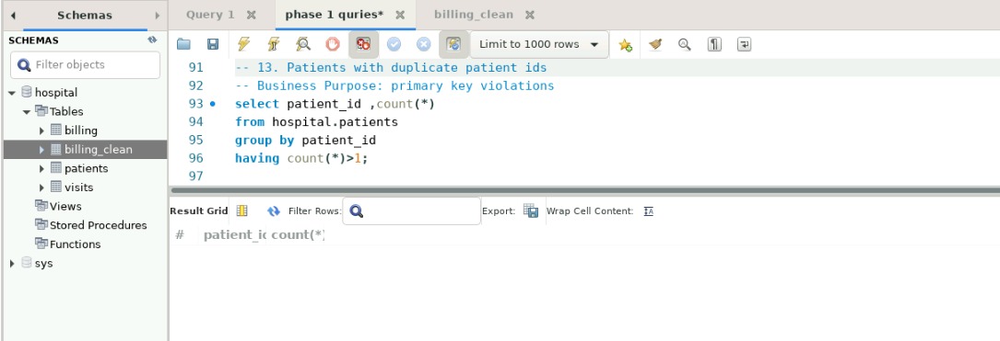 Schemas
Query 1
phase 1 quries*
billing_clean
SCHEMAS
Filter objects
hospital
Tables
billing
billing_clean
patients
visits
Views
Stored Procedures
Functions
sys
Limit to 1000 rows
91 -- 13. Patients with duplicate patient ids
92 -- Business Purpose: primary key violations
93 select patient_id ,count(*)
94 from hospital.patients
95 group by patient_id
96 having count(*)>1;
97
Result Grid Filter Rows: Export: Wrap Cell Content:
# patient_ic count(*)